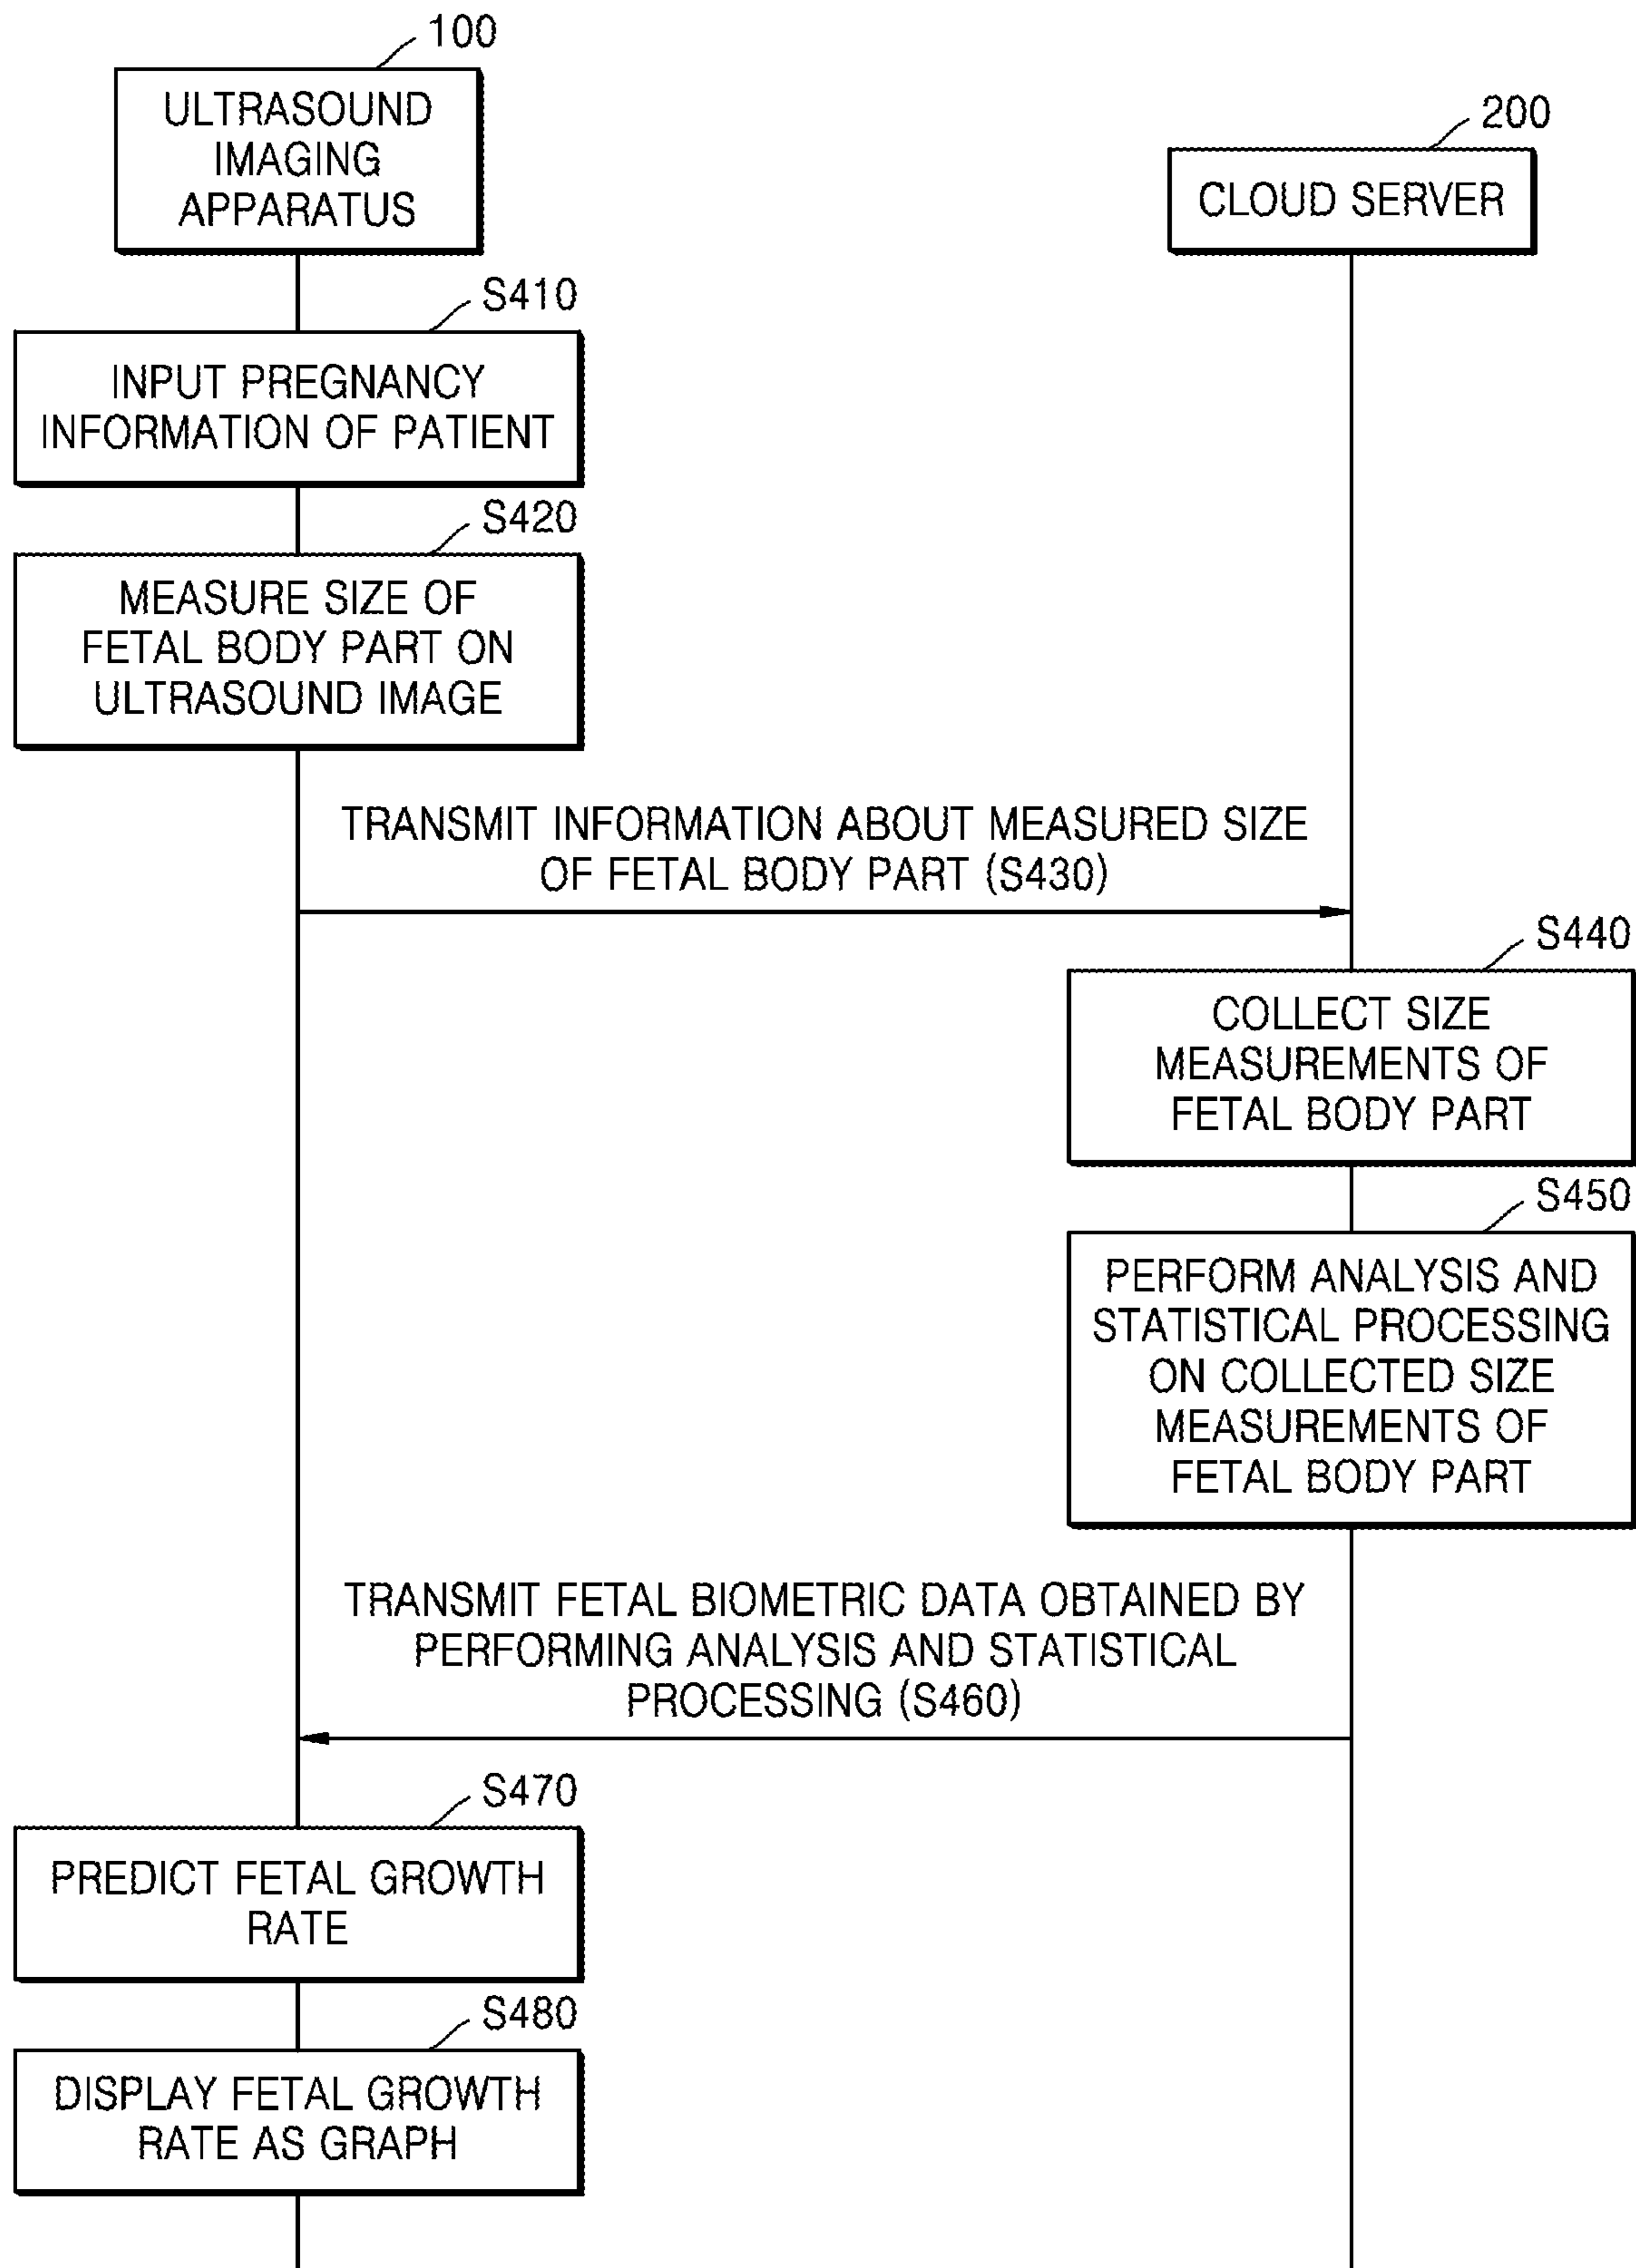 100
ULTRASOUND
IMAGING
APPARATUS
200
CLOUD SERVER
S410
INPUT PREGNANCY
INFORMATION OF PATIENT
S420
MEASURE SIZE OF
FETAL BODY PART ON
ULTRASOUND IMAGE
TRANSMIT INFORMATION ABOUT MEASURED SIZE
OF FETAL BODY PART (S430)
S440
COLLECT SIZE
MEASUREMENTS OF
FETAL BODY PART
S450
PERFORM ANALYSIS AND
STATISTICAL PROCESSING
ON COLLECTED SIZE
MEASUREMENTS OF
FETAL BODY PART
TRANSMIT FETAL BIOMETRIC DATA OBTAINED BY
PERFORMING ANALYSIS AND STATISTICAL
PROCESSING (S460)
S470
PREDICT FETAL GROWTH
RATE
S480
DISPLAY FETAL GROWTH
RATE AS GRAPH